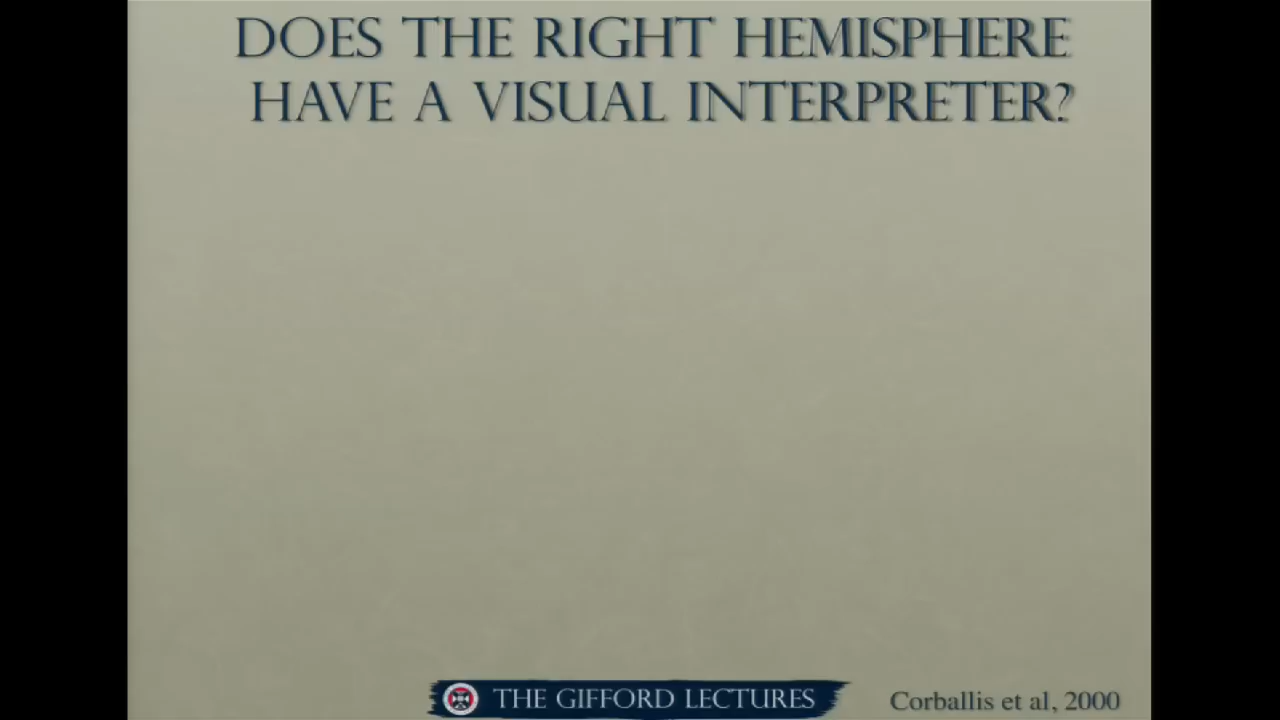 DOES THE RIGHT HEMISPHERE
HAVE A VISUAL INTERPRETER?
THE GIFFORD LECTURES
Corballis et al, 2000